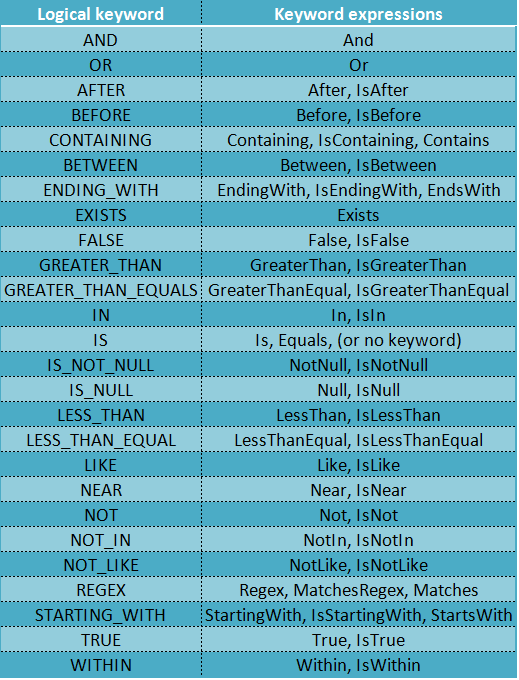 Logical keyword Keyword expressions
AND And
OR Or
AFTER After, IsAfter
BEFORE Before, IsBefore
CONTAINING Containing, IsContaining, Contains
BETWEEN Between, IsBetween
ENDING_WITH EndingWith, IsEndingWith, EndsWith
EXISTS Exists
FALSE False, IsFalse
GREATER_THAN GreaterThan, IsGreaterThan
GREATER_THAN_EQUALS GreaterThanEqual, IsGreaterThanEqual
IN In, IsIn
IS Is, Equals, (or no keyword)
IS_NOT_NULL NotNull, IsNotNull
IS_NULL Null, IsNull
LESS_THAN LessThan, IsLessThan
LESS_THAN_EQUAL LessThanEqual, IsLessThanEqual
LIKE Like, IsLike
NEAR Near, IsNear
NOT Not, IsNot
NOT_IN NotIn, IsNotIn
NOT_LIKE NotLike, IsNotLike
REGEX Regex, MatchesRegex, Matches
STARTING_WITH StartingWith, IsStartingWith, StartsWith
TRUE True, IsTrue
WITHIN Within, IsWithin